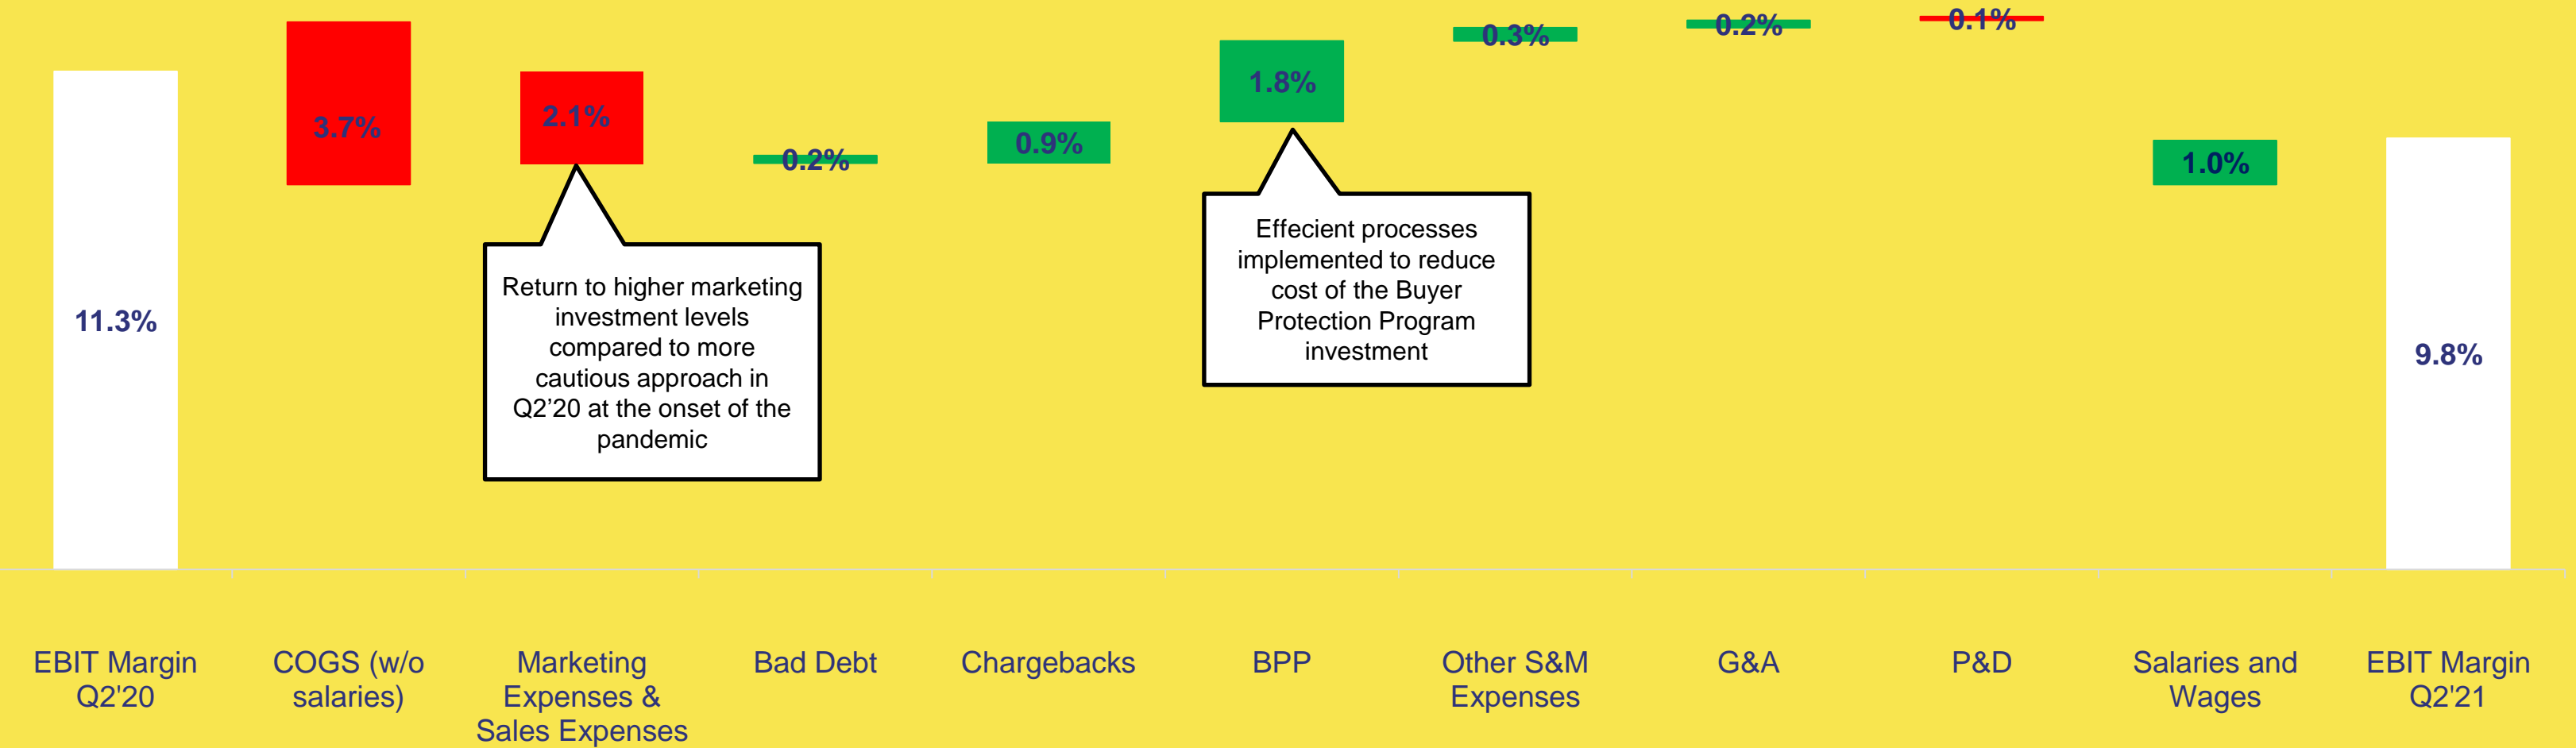 11.3%
3.7%
2.1%
0.2%
0.9%
1.8%
0.3%
0.2%
0.1%
1.0%
9.8%
Return to higher marketing
investment levels
compared to more
cautious approach in
Q2’20 at the onset of the
pandemic
Effecient processes
implemented to reduce
cost of the Buyer
Protection Program
investment
EBIT Margin
Q2'20
COGS (w/o
salaries)
Marketing
Expenses &
Sales Expenses
Bad Debt
Chargebacks
BPP
Other S&M
Expenses
G&A
P&D
Salaries and
Wages
EBIT Margin
Q2'21